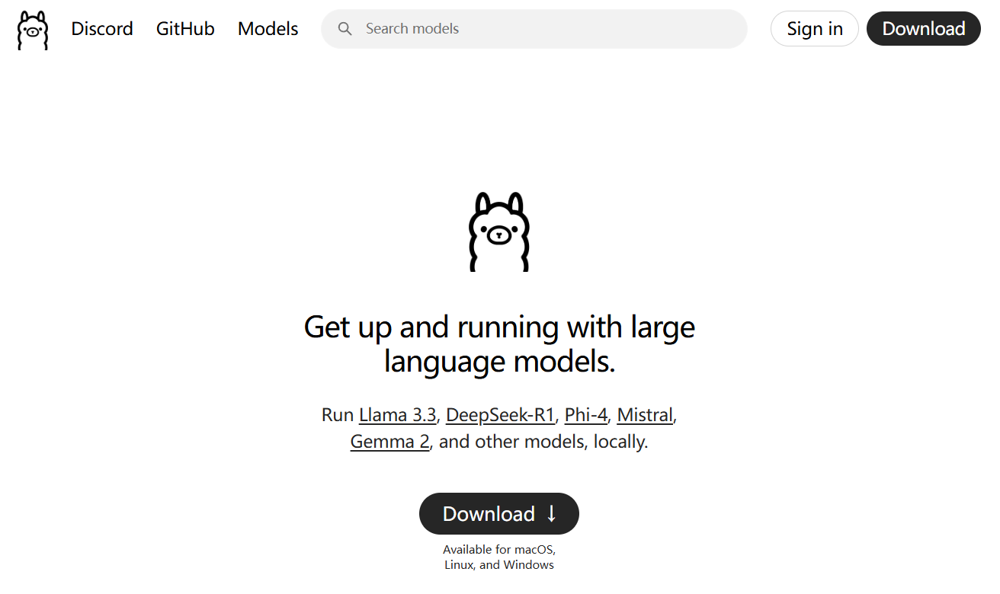 Discord GitHub Models Search models Sign in Download
Get up and running with large
language models.
Run Llama 3.3, DeepSeek-R1, Phi-4, Mistral,
Gemma 2, and other models, locally.
Download ↓
Available for macOS,
Linux, and Windows